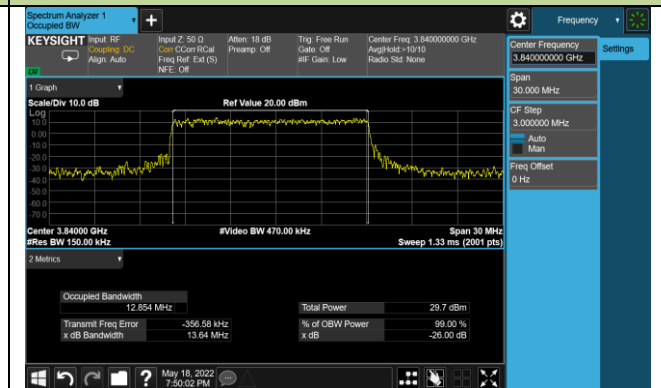 Spectrum Analyzer 1
Occupied BW
+
Frequency
KEYSIGHT
Input: RF
Coupling: DC
Align: Auto
Input Z: 50 Ω
Corr CCorr RCal
Freq Ref: Ext (S)
NFE: Off
Atten: 18 dB
Preamp: Off
Trig: Free Run
Gate: Off
#IF Gain: Low
Center Freq: 3.840000000 GHz
Avg|Hold:>10/10
Radio Std: None
LW
Center Frequency
3.840000000 GHz
Settings
Span
30.000 MHz
CF Step
3.000000 MHz
Auto
Man
Freq Offset
0 Hz
1 Graph
Scale/Div 10.0 dB
Ref Value 20.00 dBm
Log
10.0
0.00
-10.0
-20.0
-30.0
-40.0
-50.0
-60.0
-70.0
Center 3.84000 GHz
#Video BW 470.00 kHz
Span 30 MHz
#Res BW 150.00 kHz
Sweep 1.33 ms (2001 pts)
2 Metrics
Occupied Bandwidth
12.854 MHz
Total Power
29.7 dBm
Transmit Freq Error
-356.58 kHz
% of OBW Power
99.00 %
x dB Bandwidth
13.64 MHz
x dB
-26.00 dB
?
May 18, 2022
7:50:02 PM